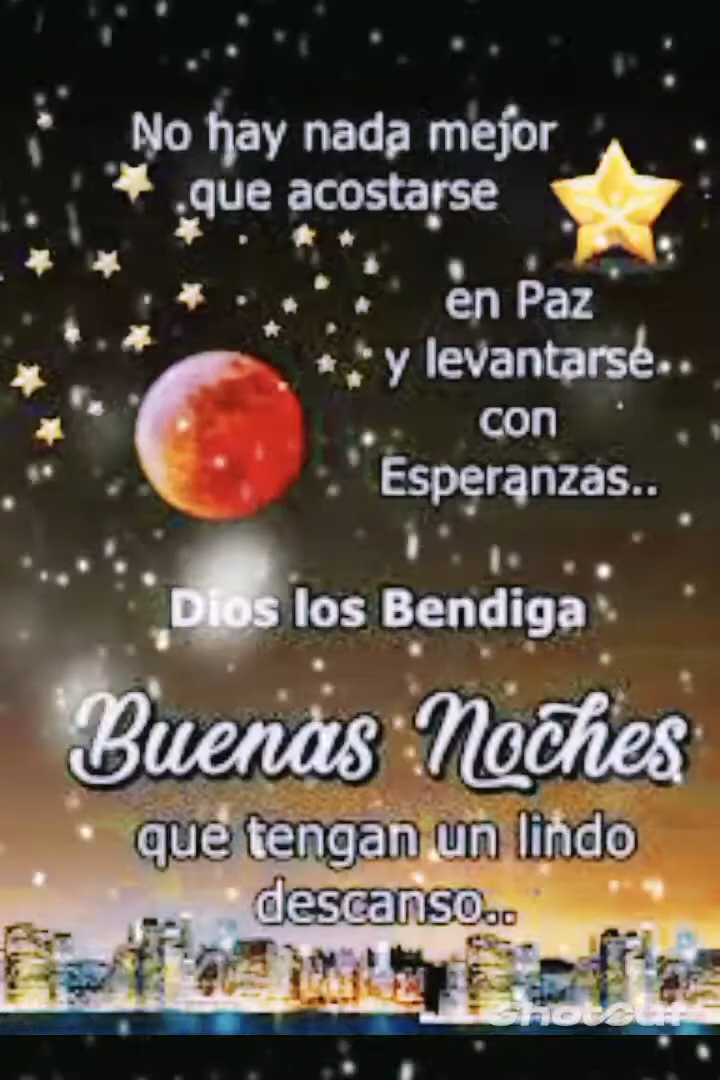 No hay nada mejor
que acostarse
en Paz
y levantarse..
con
Esperanzas..
Dios los Bendiga
Buenas Noches
que tengan un lindo
descanso..
Shotcut